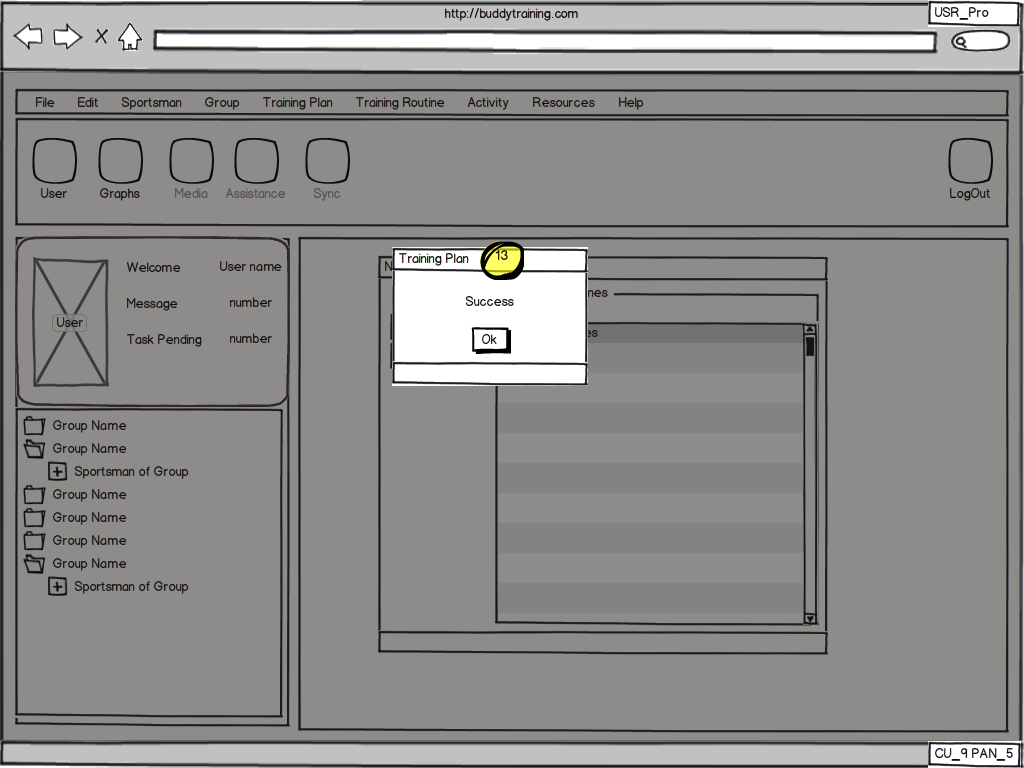 http://buddytraining.com
USR_Pro
File Edit Sportsman Group Training Plan Training Routine Activity Resources Help
User Graphs Media Assistance Sync LogOut
Welcome User name
Message number
User
Task Pending number
Group Name
Group Name
Sportsman of Group
Group Name
Group Name
Group Name
Group Name
Sportsman of Group
Training Plan 13
Success
Ok
CU_9 PAN_5